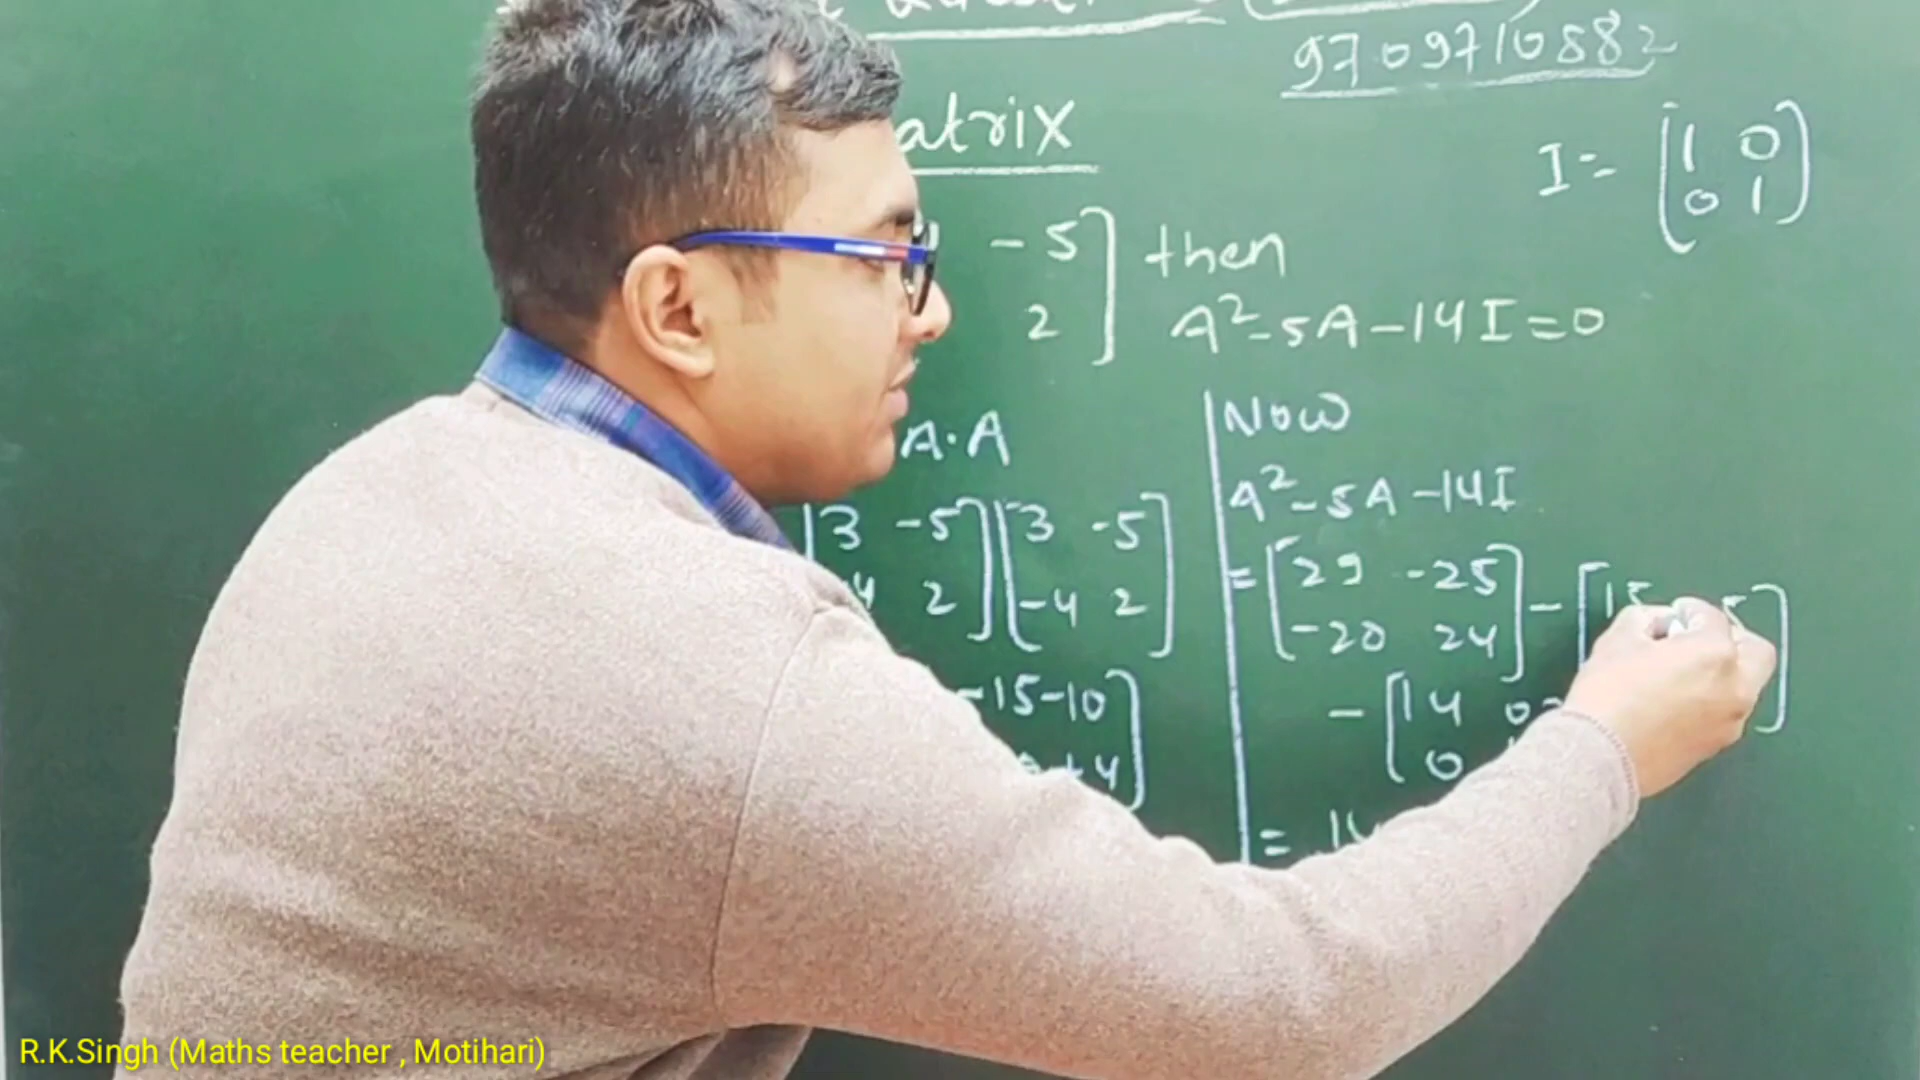 9709710882
atrix
I = [1 0
0 1]
- 5] then
2] A²-5A-14I=0
A·A
[3 -5][3 -5]
4 2][-4 2]
-15-10]
+4]
Now
A²-5A-14I
= [29 -25] - [15
-20 24]
- [14 0
0
= 14
R.K.Singh (Maths teacher , Motihari)